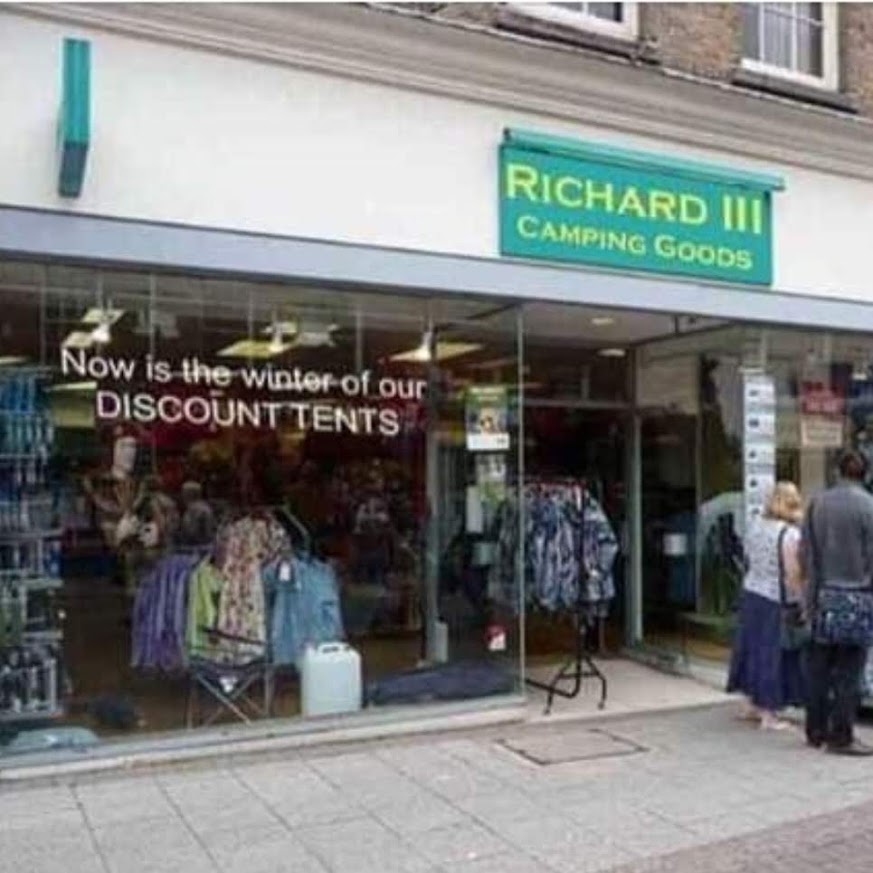 RICHARD III
CAMPING GOODS
Now is the winter of our
DISCOUNT TENTS